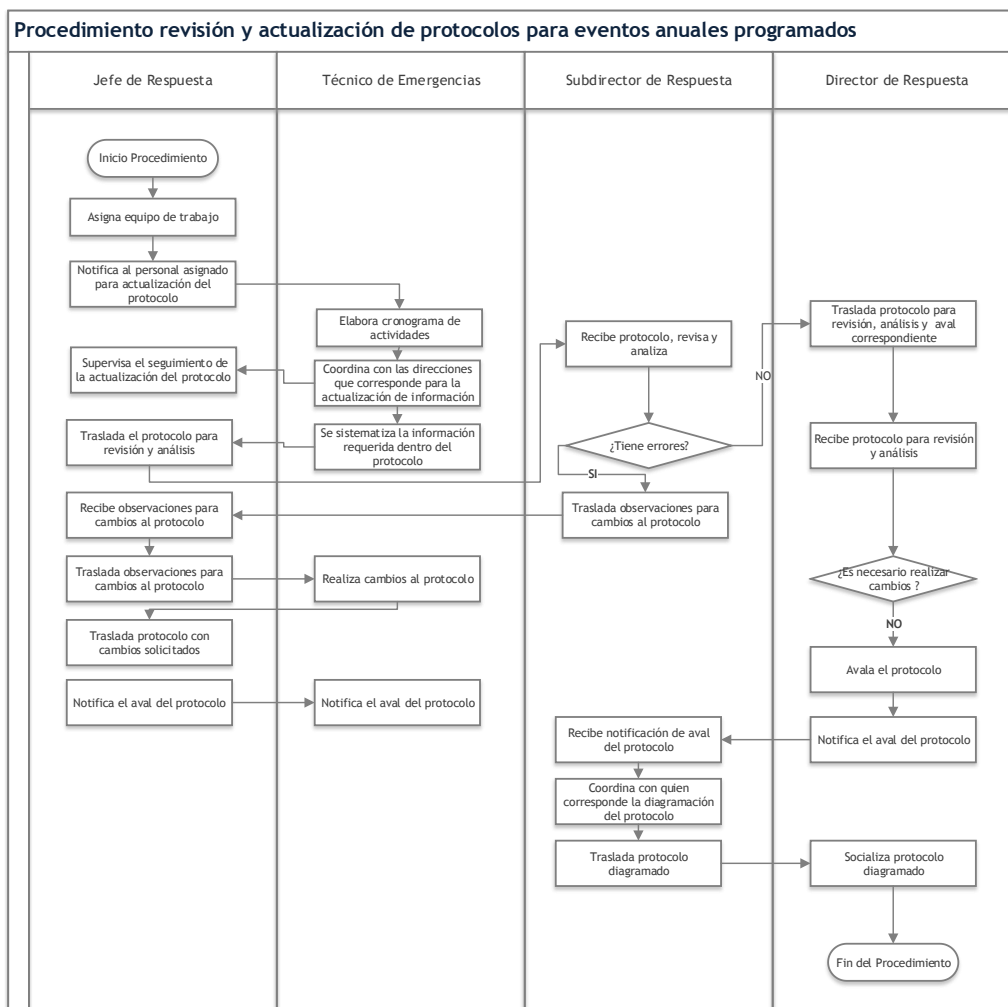 Procedimiento revisión y actualización de protocolos para eventos anuales programados
Jefe de Respuesta
Técnico de Emergencias
Subdirector de Respuesta
Director de Respuesta
Inicio Procedimiento
Asigna equipo de trabajo
Notifica al personal asignado
para actualización del
protocolo
Elabora cronograma de
actividades
Coordina con las direcciones
que corresponde para la
actualización de información
Supervisa el seguimiento de
la actualización del protocolo
Se sistematiza la información
requerida dentro del
protocolo
Traslada el protocolo para
revisión y análisis
Recibe protocolo, revisa y
analiza
¿Tiene errores?
NO
SI
Traslada observaciones para
cambios al protocolo
Recibe observaciones para
cambios al protocolo
Traslada observaciones para
cambios al protocolo
Realiza cambios al protocolo
Traslada protocolo con
cambios solicitados
Traslada protocolo para
revisión, análisis y aval
correspondiente
Recibe protocolo para revisión
y análisis
¿Es necesario realizar
cambios ?
NO
Avala el protocolo
Notifica el aval del protocolo
Notifica el aval del protocolo
Notifica el aval del protocolo
Recibe notificación de aval
del protocolo
Coordina con quien
corresponde la diagramación
del protocolo
Traslada protocolo
diagramado
Socializa protocolo
diagramado
Fin del Procedimiento